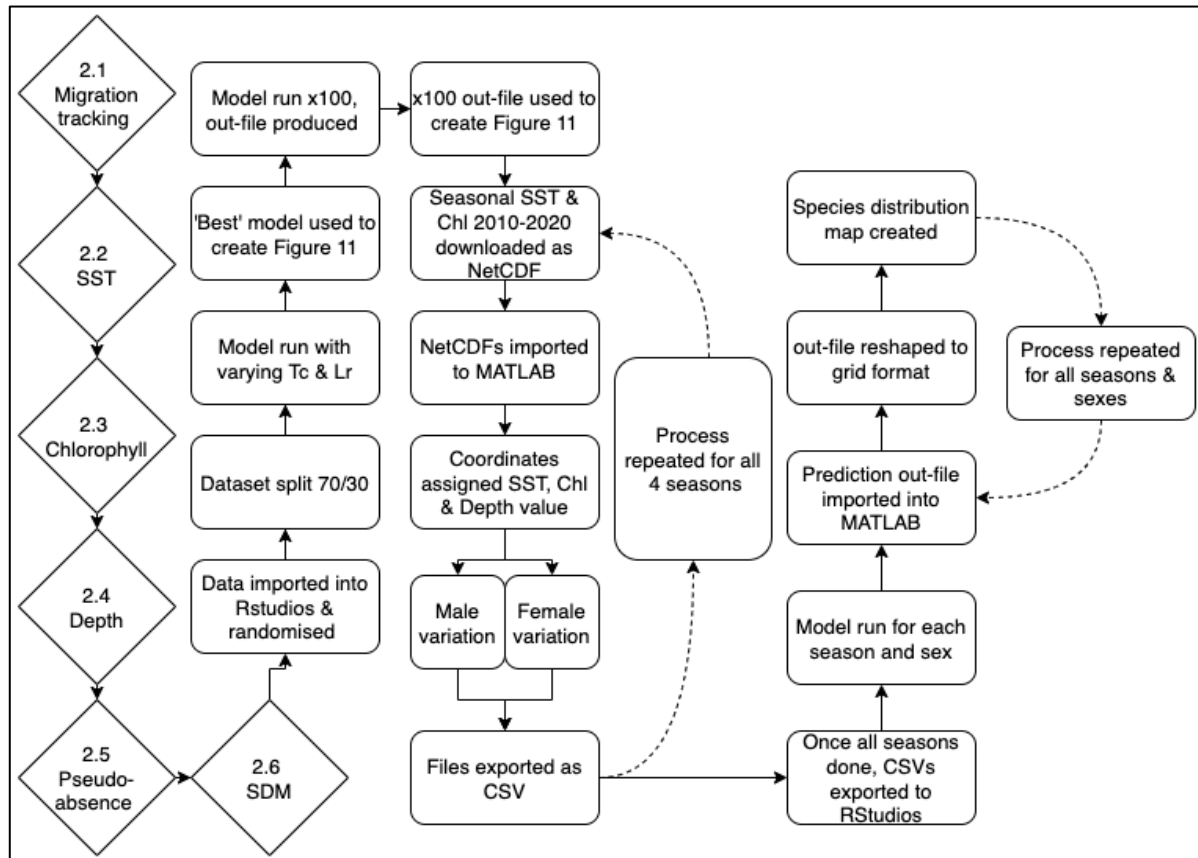 2.1
Migration
tracking
2.2
SST
2.3
Chlorophyll
2.4
Depth
2.5
Pseudo-
absence
2.6
SDM
Data imported into
Rstudios &
randomised
Dataset split 70/30
Model run with
varying Tc & Lr
'Best' model used to
create Figure 11
Model run x100,
out-file produced
x100 out-file used to
create Figure 11
Seasonal SST &
Chl 2010-2020
downloaded as
NetCDF
NetCDFs imported
to MATLAB
Coordinates
assigned SST, Chl
& Depth value
Male
variation
Female
variation
Files exported as
CSV
Process
repeated for all
4 seasons
Once all seasons
done, CSVs
exported to
RStudios
Model run for each
season and sex
Prediction out-file
imported into
MATLAB
out-file reshaped to
grid format
Species distribution
map created
Process repeated
for all seasons &
sexes